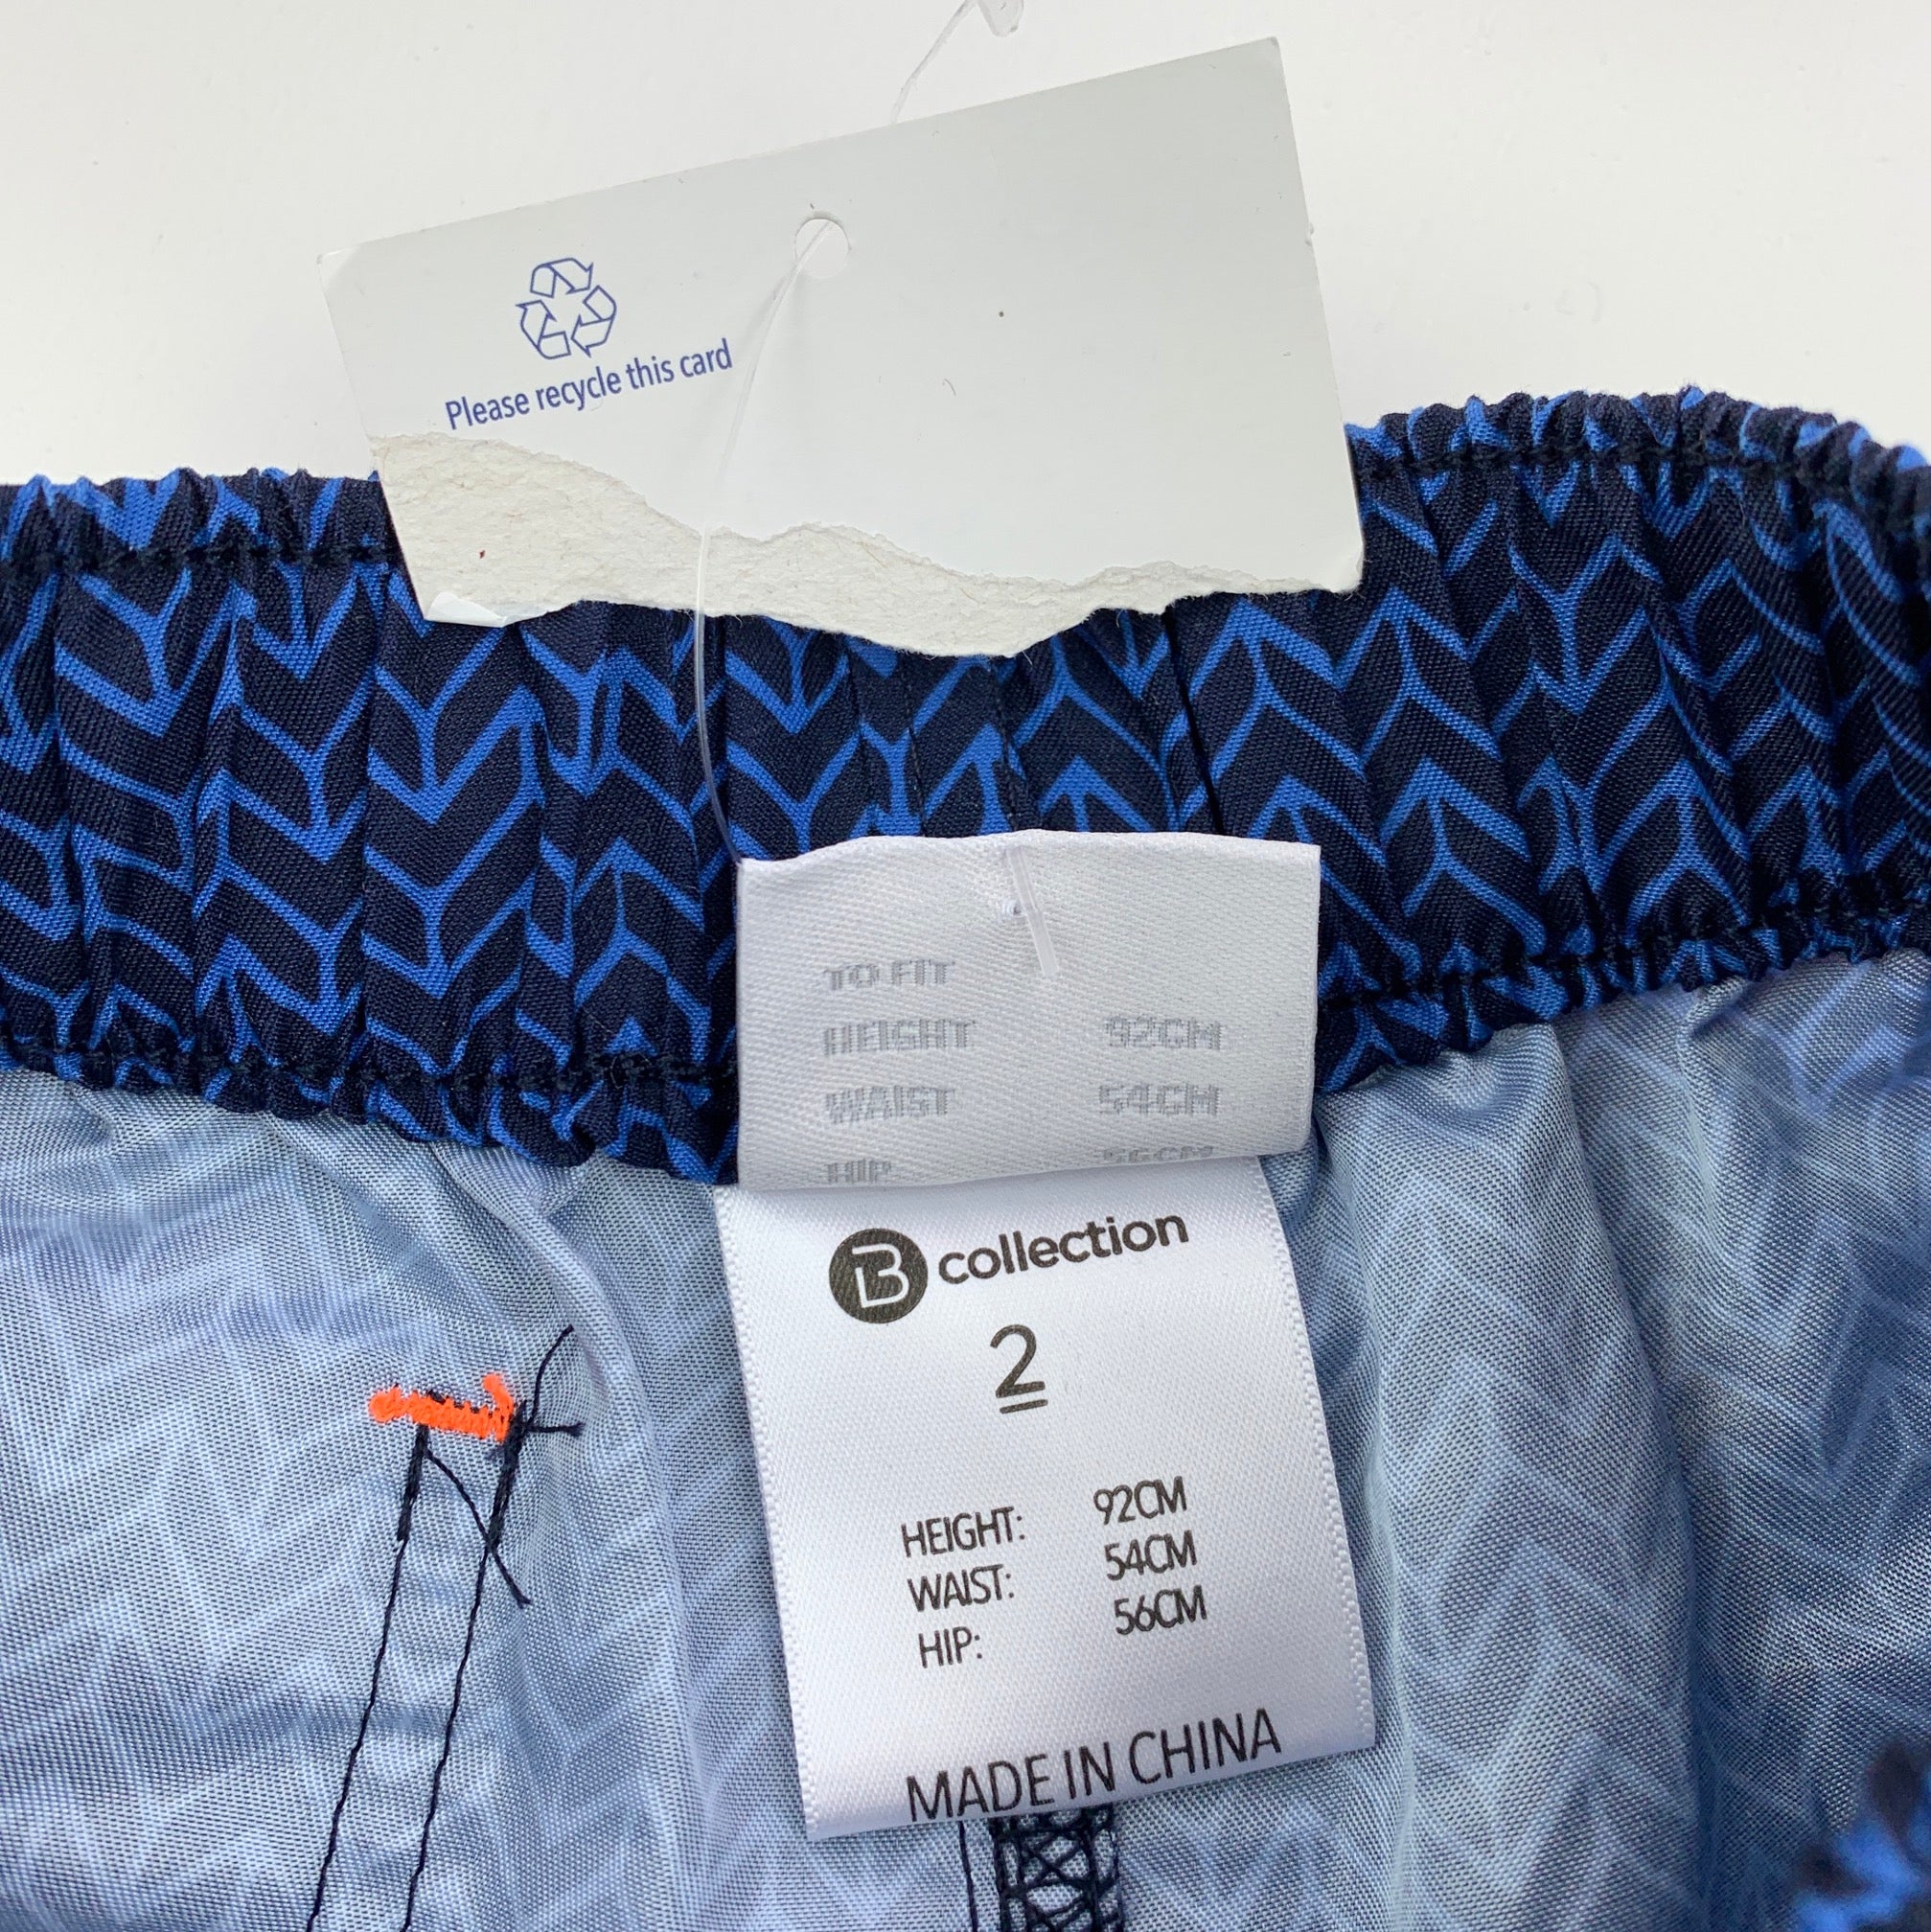 Please recycle this card
TO FIT
HEIGHT 92CM
WAIST 54CM
HIP 56CM
B collection
2
HEIGHT: 92CM
WAIST: 54CM
HIP: 56CM
MADE IN CHINA